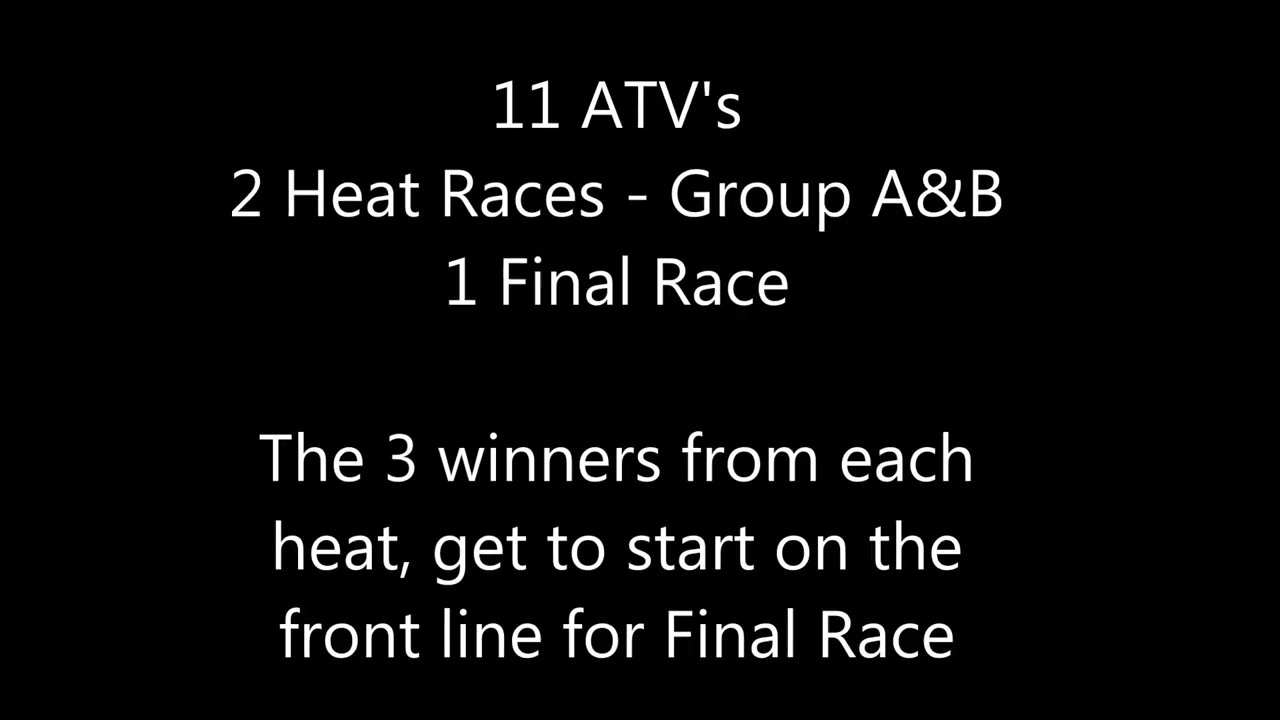 11 ATV's
2 Heat Races - Group A&B
1 Final Race
The 3 winners from each
heat, get to start on the
front line for Final Race